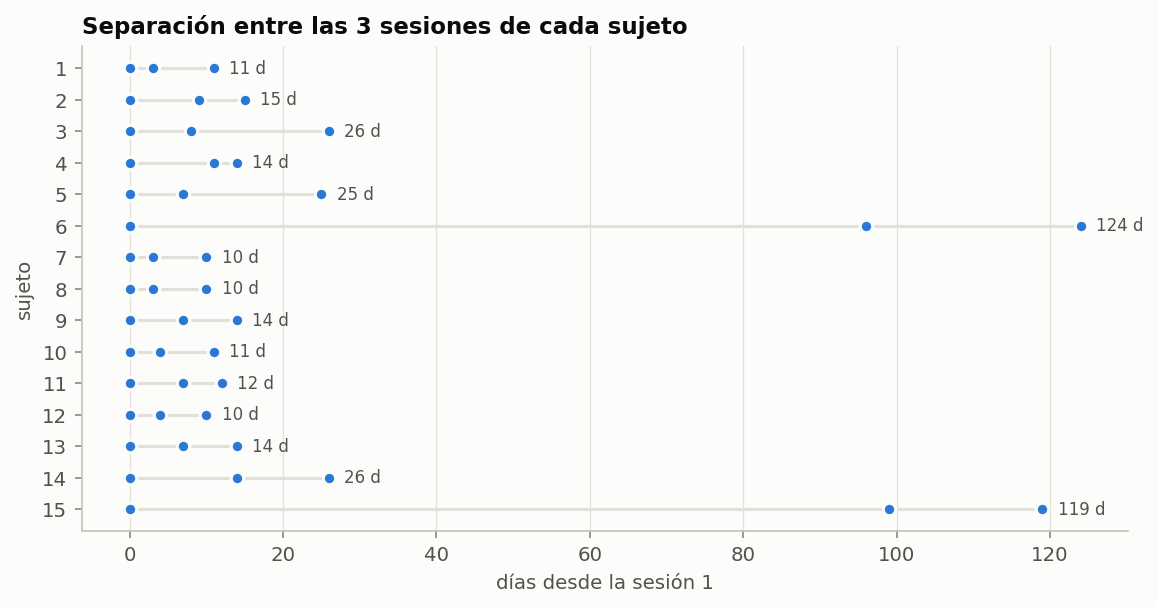 Separación entre las 3 sesiones de cada sujeto
sujeto
1 11 d
2 15 d
3 26 d
4 14 d
5 25 d
6 124 d
7 10 d
8 10 d
9 14 d
10 11 d
11 12 d
12 10 d
13 14 d
14 26 d
15 119 d
0 20 40 60 80 100 120
días desde la sesión 1